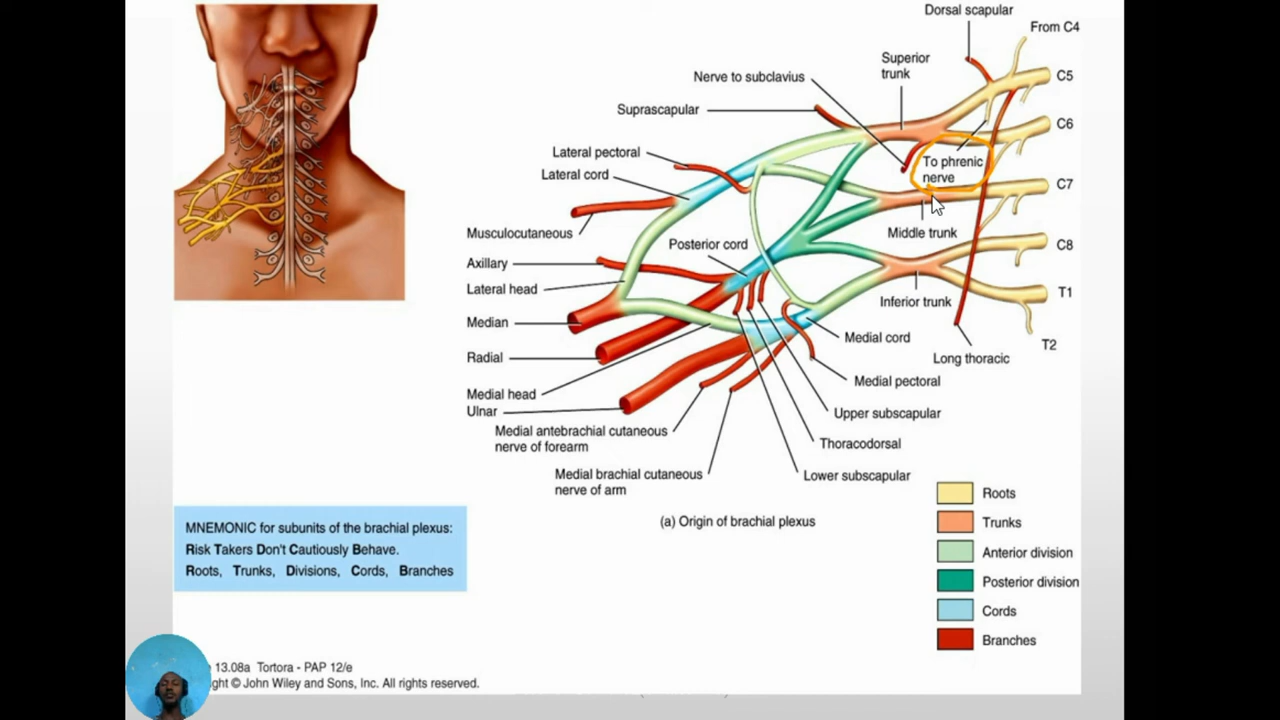 Dorsal scapular
From C4
Superior
trunk
C5
Nerve to subclavius
Suprascapular
C6
Lateral pectoral
To phrenic
nerve
Lateral cord
C7
Musculocutaneous
Middle trunk
Posterior cord
C8
Axillary
Lateral head
T1
Inferior trunk
Median
Medial cord
T2
Radial
Long thoracic
Medial head
Medial pectoral
Ulnar
Upper subscapular
Medial antebrachial cutaneous
nerve of forearm
Thoracodorsal
Medial brachial cutaneous
nerve of arm
Lower subscapular
(a) Origin of brachial plexus
Roots
Trunks
Anterior division
Posterior division
Cords
Branches
MNEMONIC for subunits of the brachial plexus:
Risk Takers Don't Cautiously Behave.
Roots, Trunks, Divisions, Cords, Branches
13.08a Tortora - PAP 12/e
ght © John Wiley and Sons, Inc. All rights reserved.